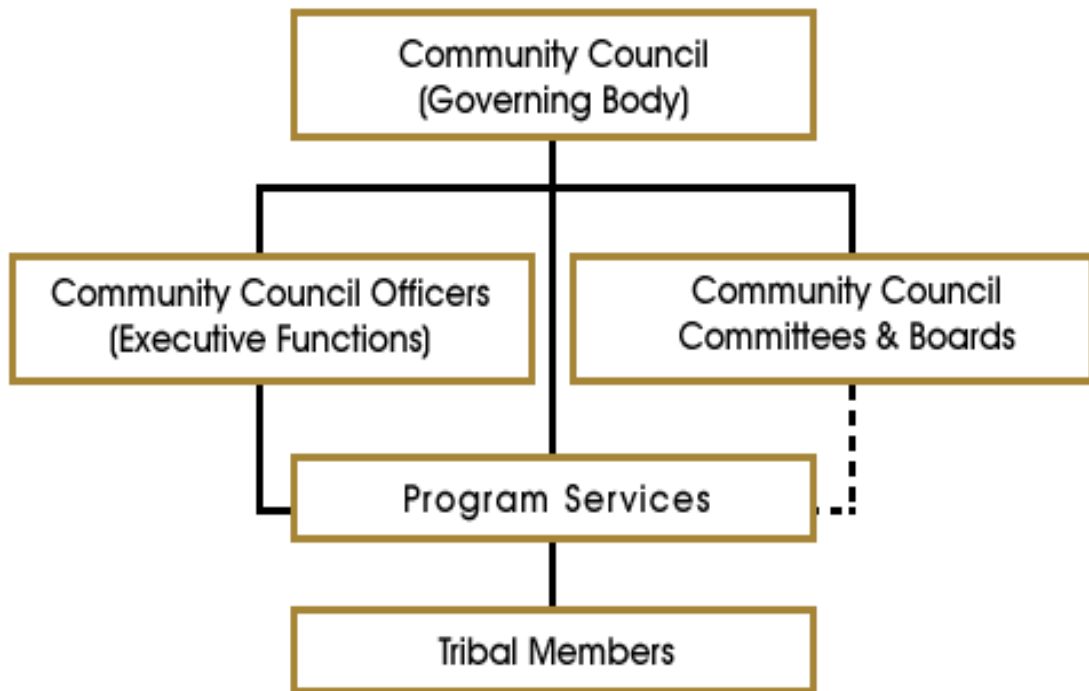 Community Council
(Governing Body)
Community Council Officers
(Executive Functions)
Community Council
Committees & Boards
Program Services
Tribal Members